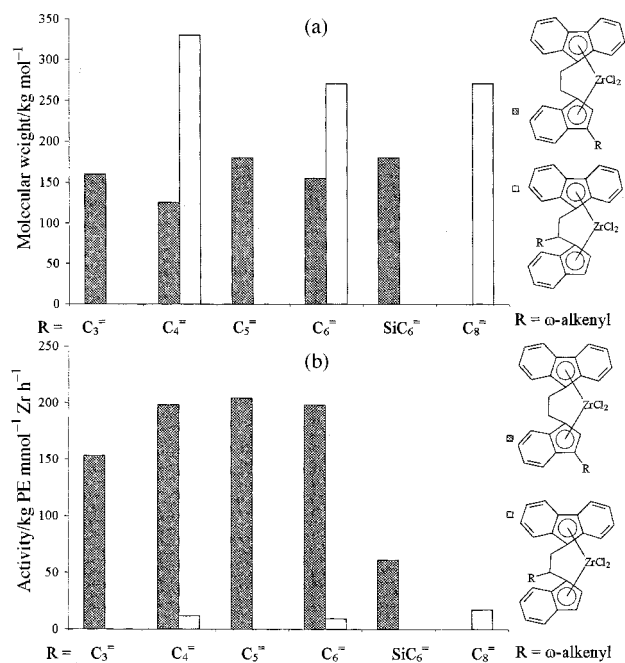 (a)
Molecular weight/kg mol⁻¹
350
300
250
200
150
100
50
0
R = C₃⁼ C₄⁼ C₅⁼ C₆⁼ SiC₆⁼ C₈⁼
ZrCl₂
R
ZrCl₂
R
R = ω-alkenyl
(b)
Activity/kg PE mmol⁻¹ Zr h⁻¹
250
200
150
100
50
0
R = C₃⁼ C₄⁼ C₅⁼ C₆⁼ SiC₆⁼ C₈⁼
ZrCl₂
R
ZrCl₂
R
R = ω-alkenyl